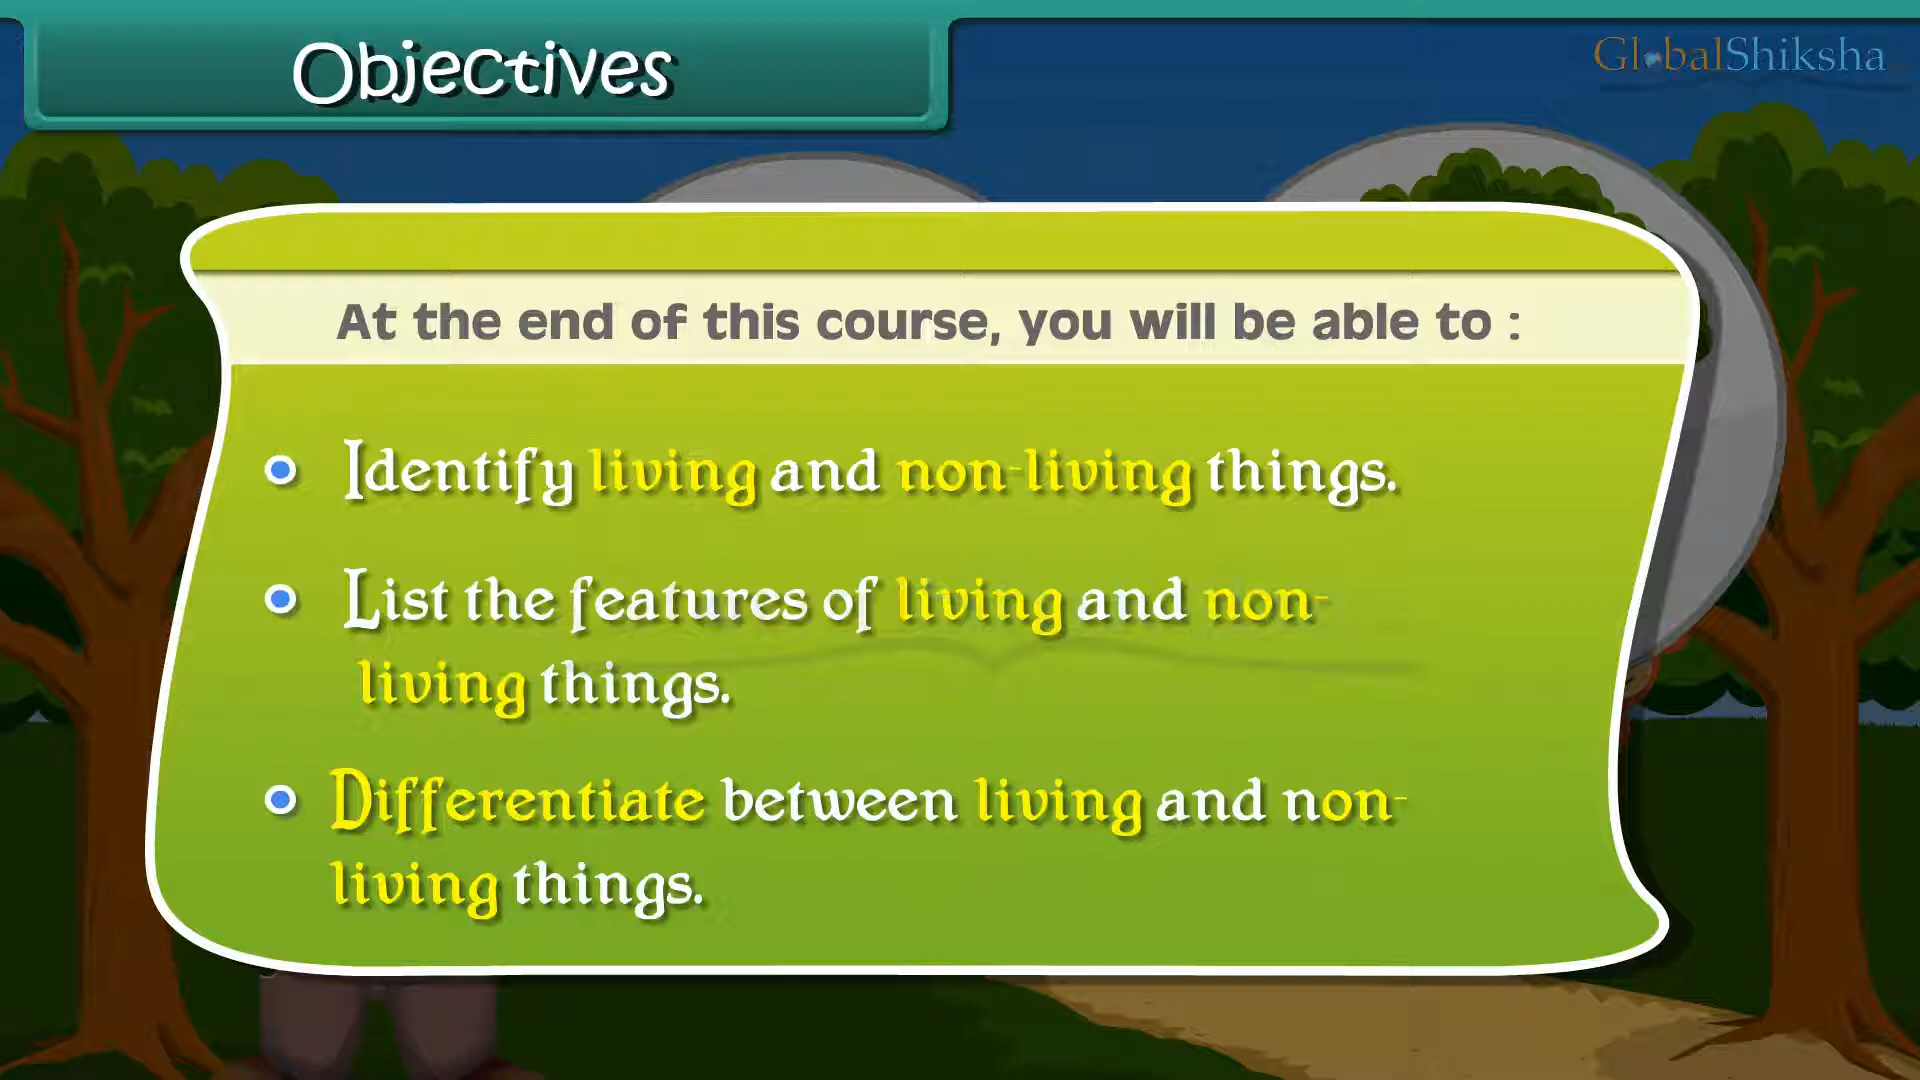 Objectives
GlobalShiksha
At the end of this course, you will be able to :
Identify living and non-living things.
List the features of living and non-
living things.
Differentiate between living and non-
living things.